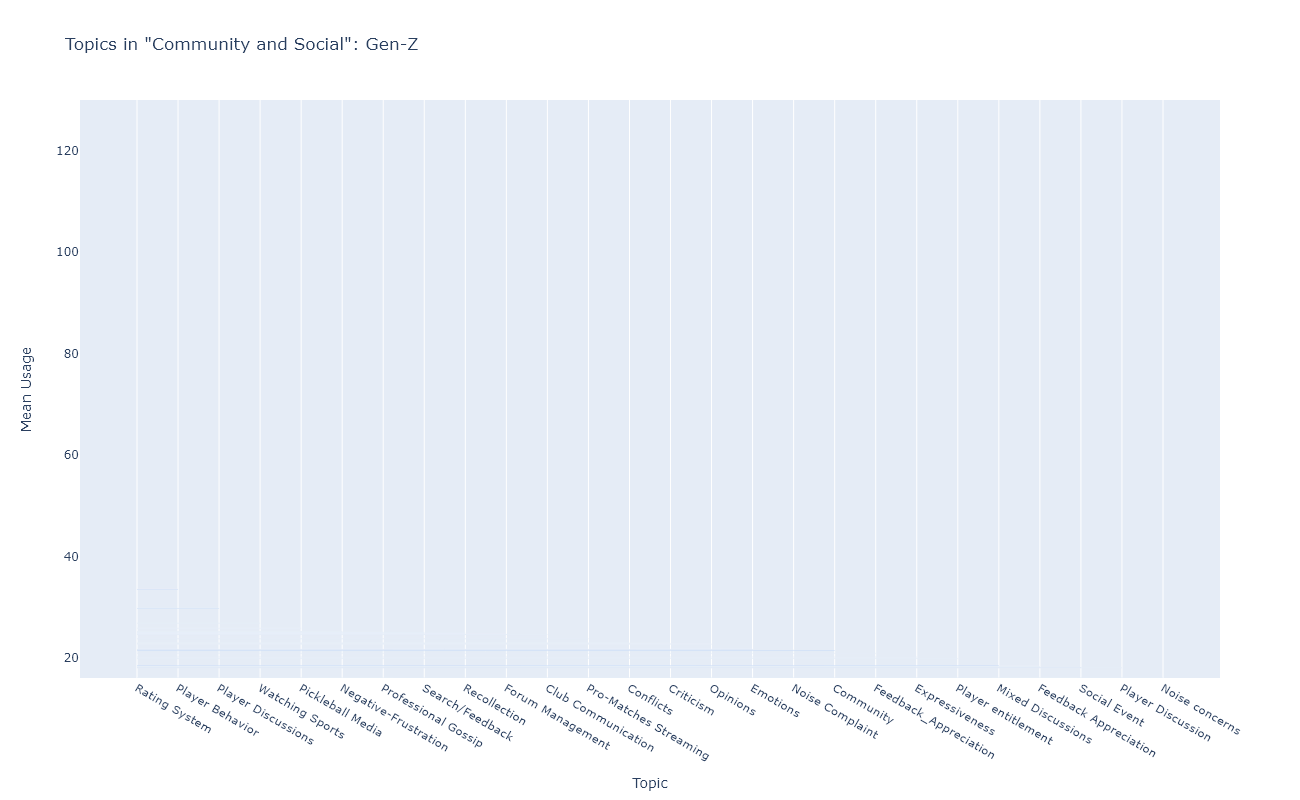 Topics in "Community and Social": Gen-Z
120
100
80
60
40
20
Mean Usage
Rating System
Player Behavior
Player Discussions
Watching Sports
Pickleball Media
Negative-Frustration
Professional Gossip
Search/Feedback
Recollection
Forum Management
Club Communication
Pro-Matches Streaming
Conflicts
Criticism
Opinions
Emotions
Noise Complaint
Community
Feedback_Appreciation
Expressiveness
Player entitlement
Mixed Discussions
Feedback Appreciation
Social Event
Player Discussion
Noise concerns
Topic